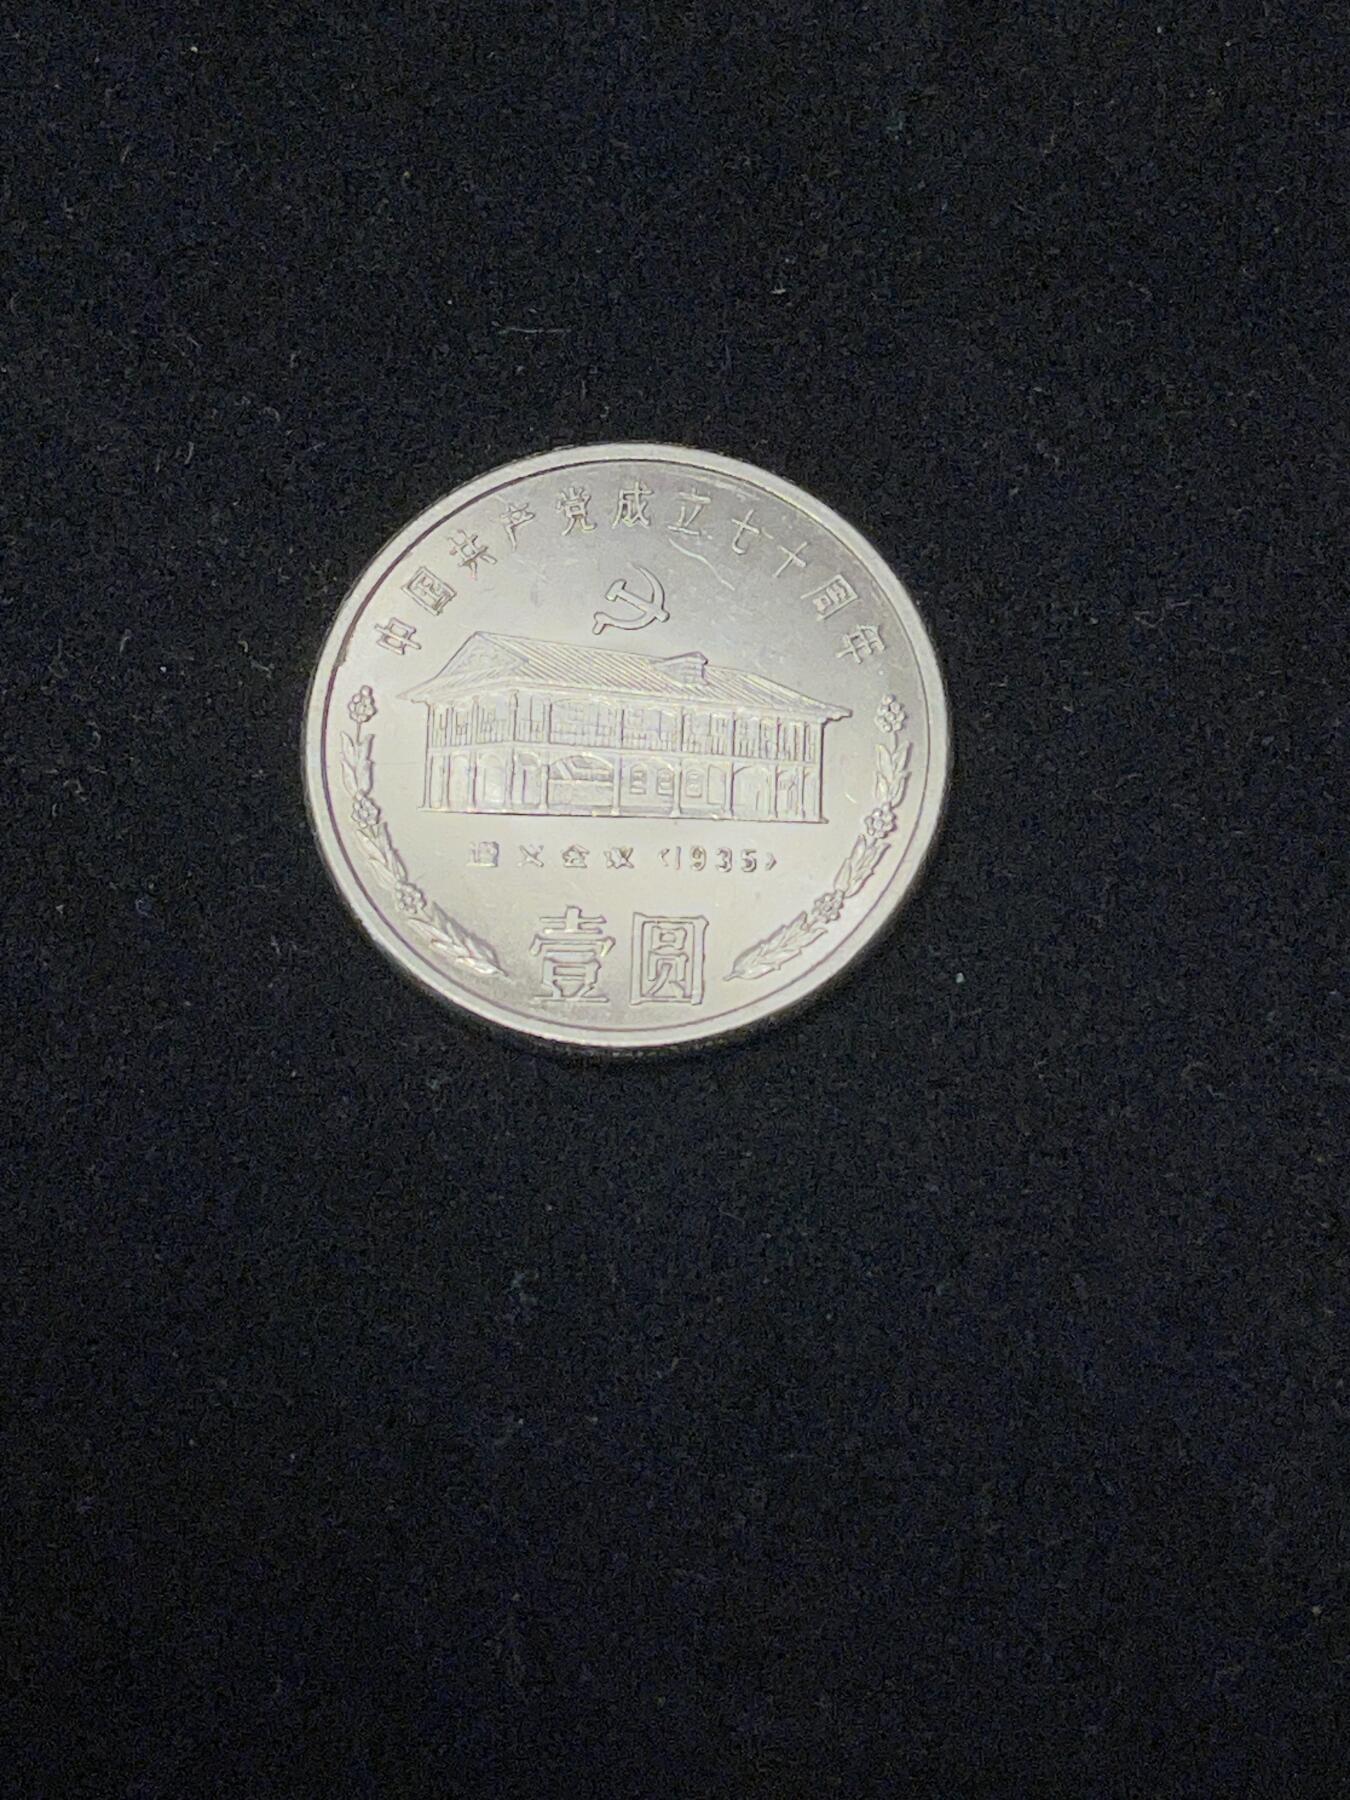 中国共产党成立七十周年
遵义会议(1935)
壹圆